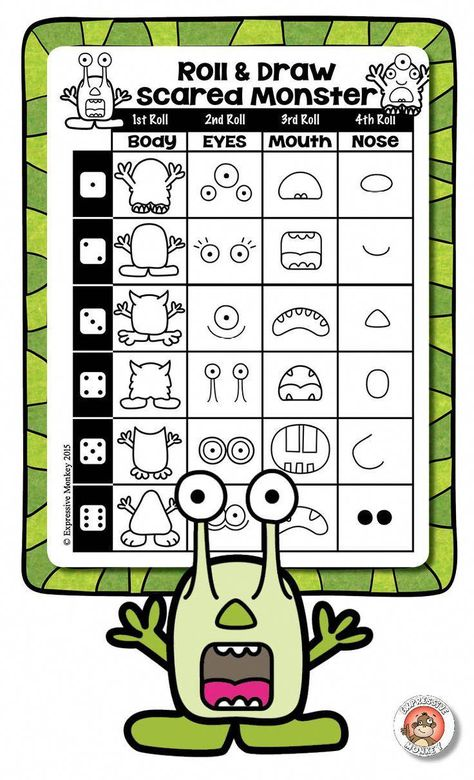 Roll & Draw
Scared Monster
1st Roll 2nd Roll 3rd Roll 4th Roll
Body EYES Mouth Nose
© Expressive Monkey 2015
EXPRESSIVE
MONKEY